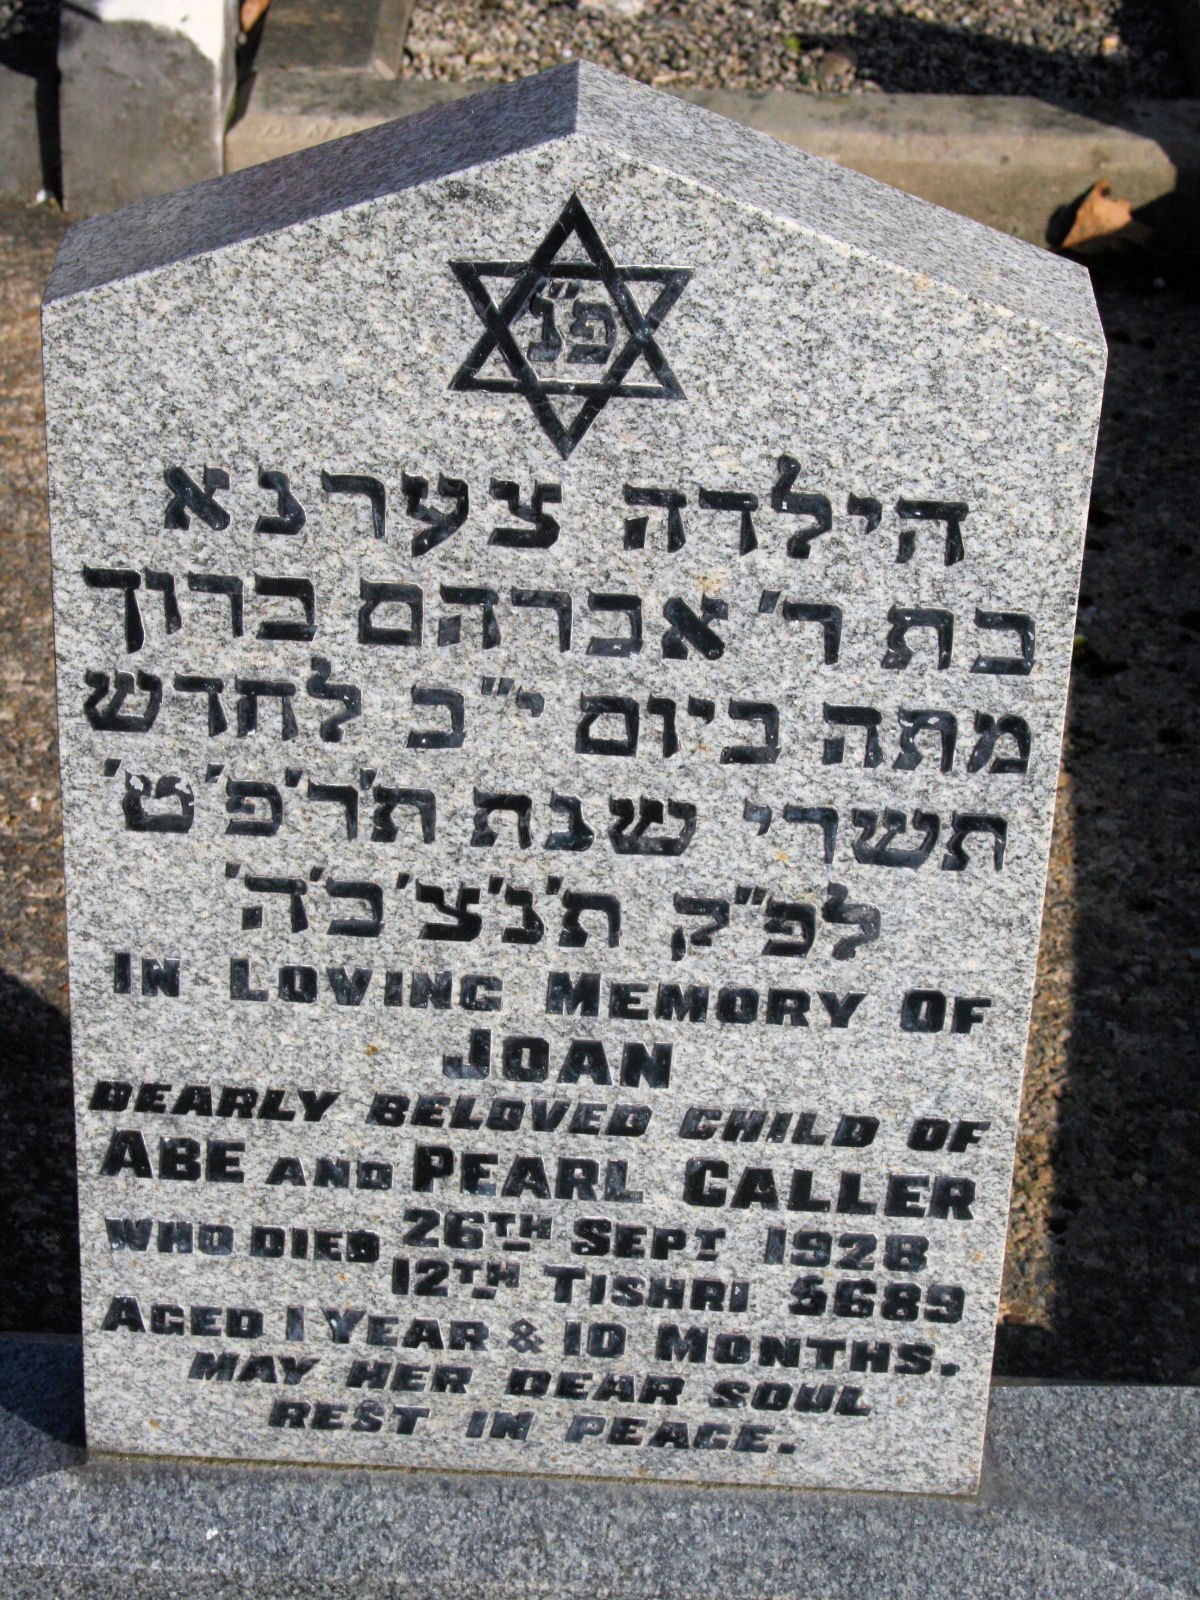 פ"נ
הילדה צערנא
בת ר' אברהם ברוך
מתה ביום י"ב לחדש
תשרי שנת ת'ר'פ'ט'
לפ"ק ת'נ'צ'ב'ה'
IN LOVING MEMORY OF
JOAN
DEARLY BELOVED CHILD OF
ABE AND PEARL CALLER
WHO DIED 26TH SEPT 1928
12TH TISHRI 5689
AGED 1 YEAR & 10 MONTHS.
MAY HER DEAR SOUL
REST IN PEACE.